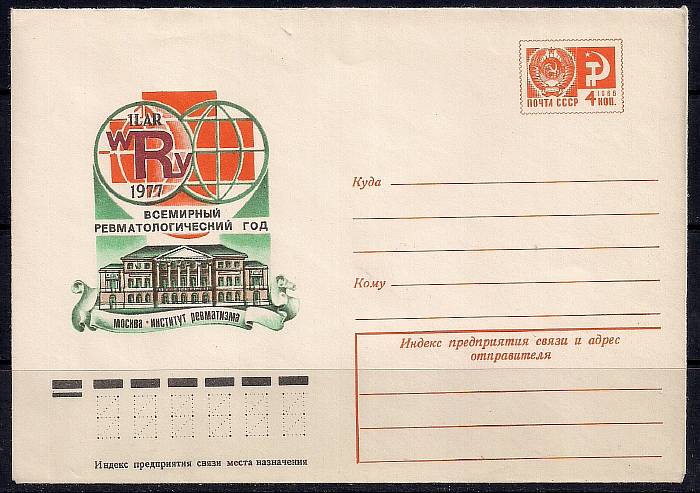 ILAR
WRY
1977
ВСЕМИРНЫЙ
РЕВМАТОЛОГИЧЕСКИЙ ГОД
МОСКВА • ИНСТИТУТ РЕВМАТИЗМА
ПОЧТА СССР
1966
4 КОП.
Куда
Кому
Индекс предприятия связи и адрес
отправителя
Индекс предприятия связи места назначения